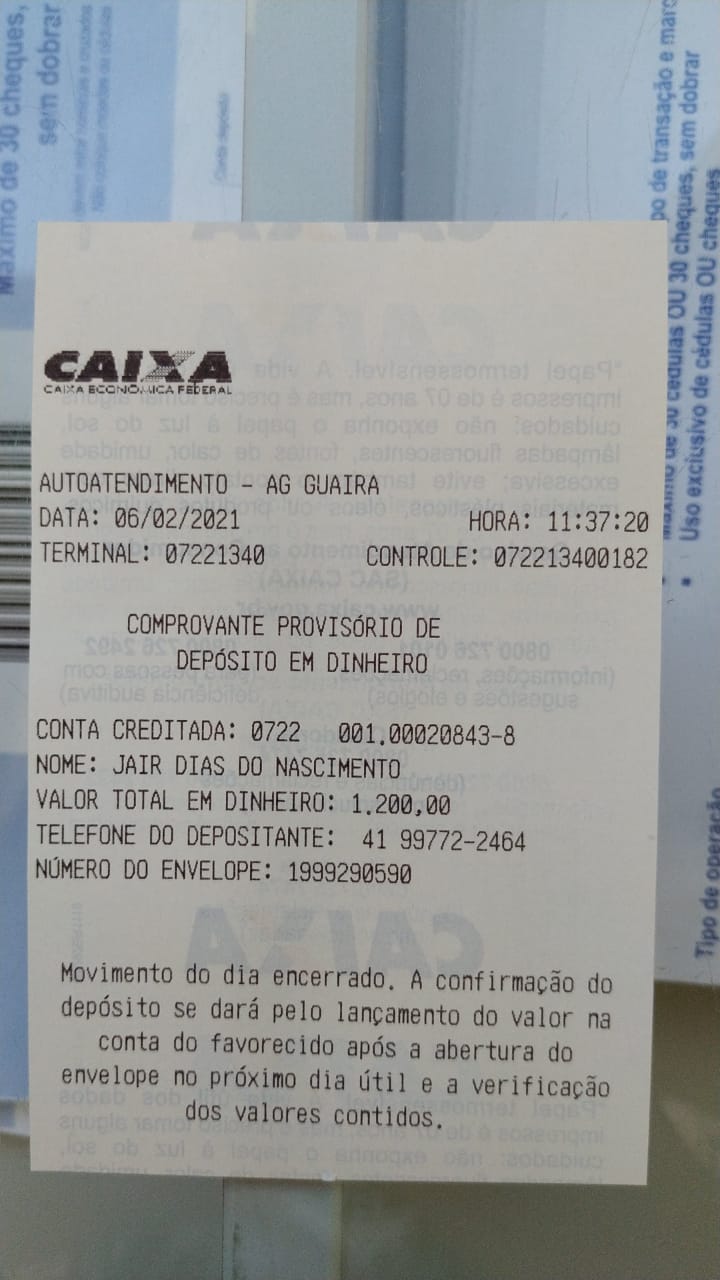 Máximo de 30 cheques,
sem dobrar
po de transação e marq
Máximo de 30 cédulas OU 30 cheques, sem dobrar
Uso exclusivo de cédulas OU cheques
Tipo de operação
CAIXA
CAIXA ECONÔMICA FEDERAL
AUTOATENDIMENTO - AG GUAIRA
DATA: 06/02/2021 HORA: 11:37:20
TERMINAL: 07221340 CONTROLE: 072213400182
COMPROVANTE PROVISÓRIO DE
DEPÓSITO EM DINHEIRO
CONTA CREDITADA: 0722 001.00020843-8
NOME: JAIR DIAS DO NASCIMENTO
VALOR TOTAL EM DINHEIRO: 1.200,00
TELEFONE DO DEPOSITANTE: 41 99772-2464
NÚMERO DO ENVELOPE: 1999290590
Movimento do dia encerrado. A confirmação do
depósito se dará pelo lançamento do valor na
conta do favorecido após a abertura do
envelope no próximo dia útil e a verificação
dos valores contidos.